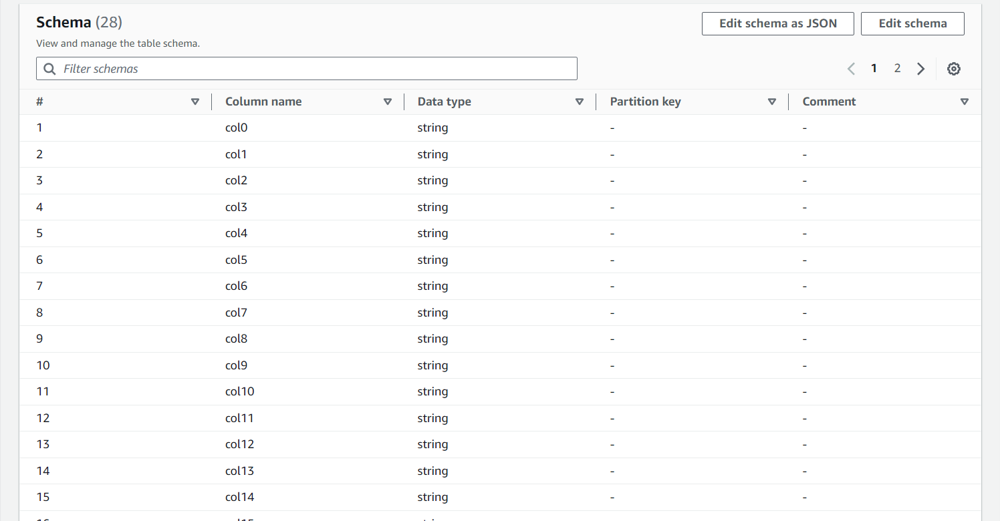 Schema (28)
Edit schema as JSON
Edit schema
View and manage the table schema.
Filter schemas
1 2
# Column name Data type Partition key Comment
1 col0 string - -
2 col1 string - -
3 col2 string - -
4 col3 string - -
5 col4 string - -
6 col5 string - -
7 col6 string - -
8 col7 string - -
9 col8 string - -
10 col9 string - -
11 col10 string - -
12 col11 string - -
13 col12 string - -
14 col13 string - -
15 col14 string - -